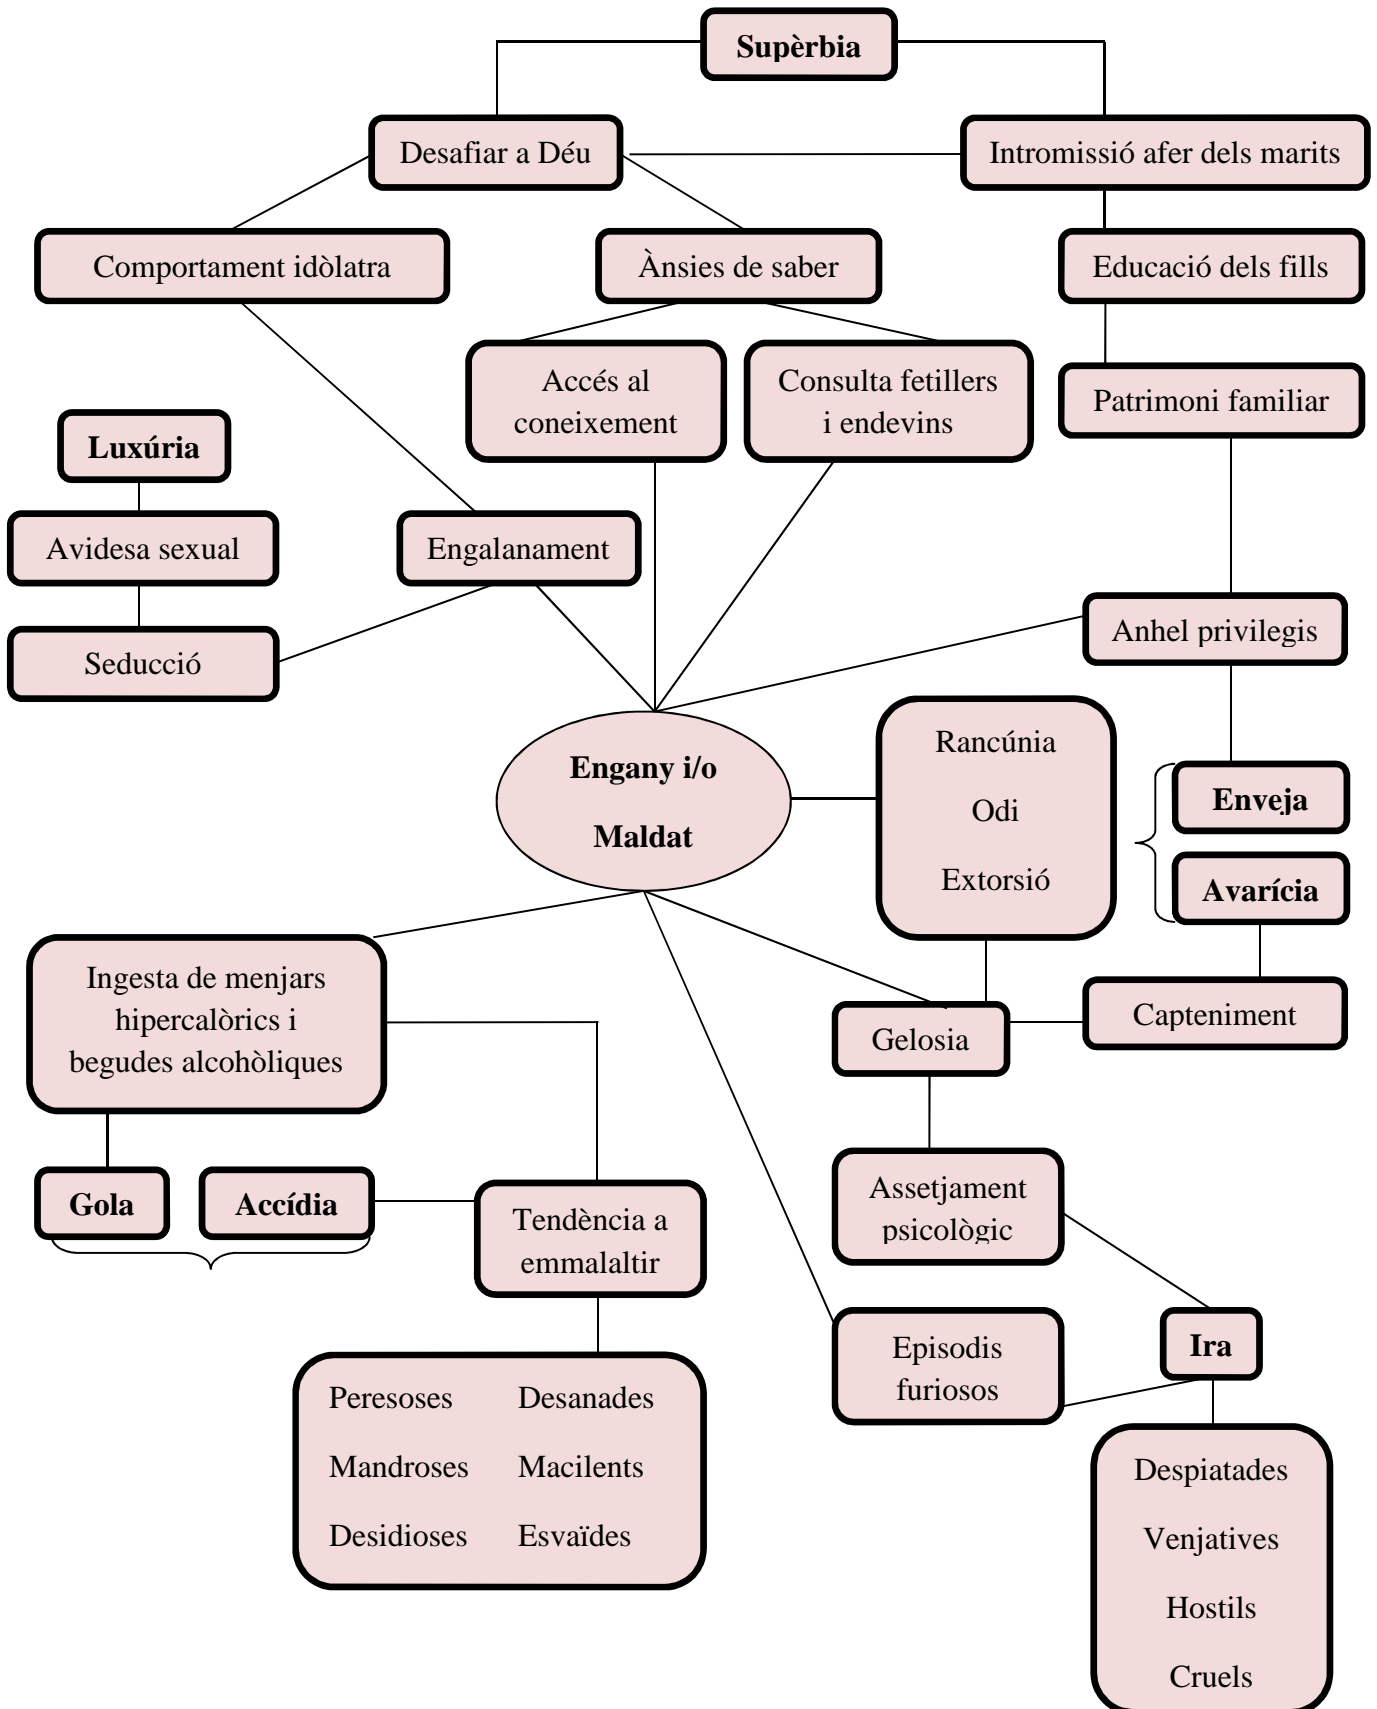 Supèrbia
Desafiar a Déu
Intromissió afer dels marits
Comportament idòlatra
Ànsies de saber
Educació dels fills
Accés al
coneixement
Consulta fetillers
i endevins
Patrimoni familiar
Luxúria
Avidesa sexual
Engalanament
Anhel privilegis
Seducció
Engany i/o
Maldat
Rancúnia
Odi
Extorsió
Enveja
Avarícia
Ingesta de menjars
hipercalòrics i
begudes alcohòliques
Gelosia
Capteniment
Gola
Accídia
Tendència a
emmalaltir
Assetjament
psicològic
Episodis
furiosos
Ira
Peresoses Desanades
Mandroses Macilents
Desidioses Esvaïdes
Despiatades
Venjatives
Hostils
Cruels